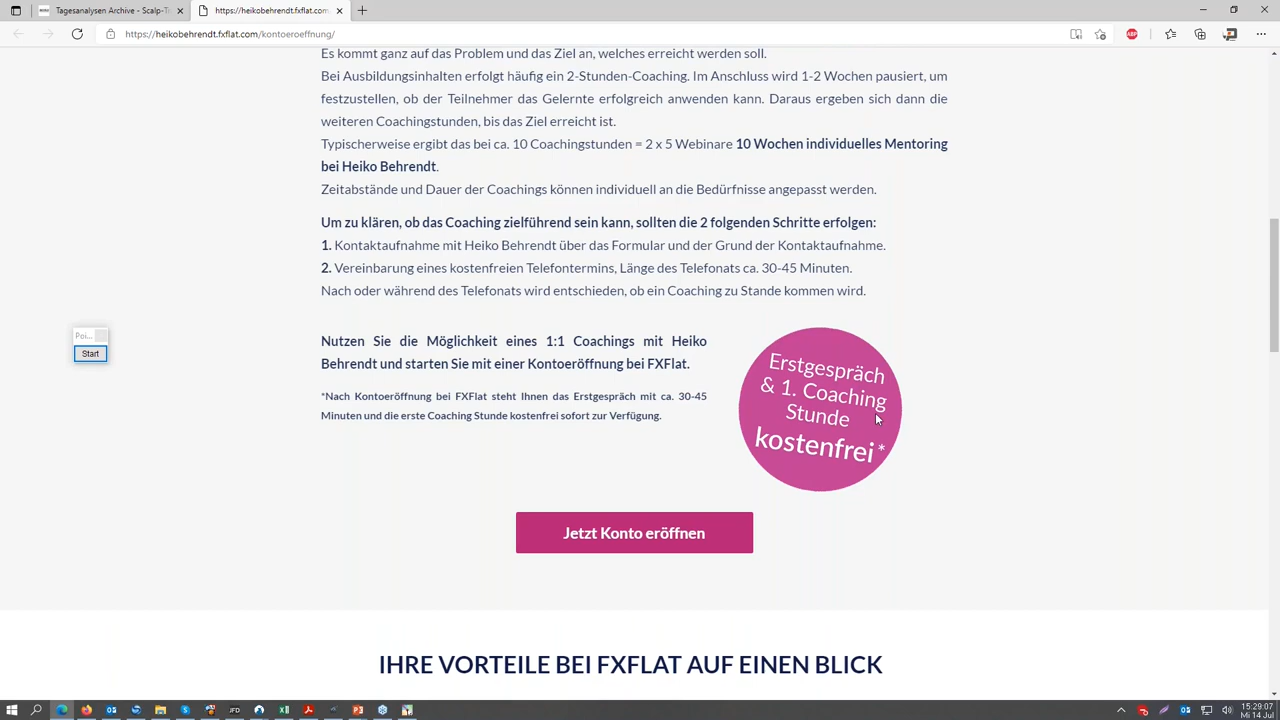 Tagesanalysen Archive - Scalp-T
https://heikobehrendt.fxflat.com
https://heikobehrendt.fxflat.com/kontoeroeffnung/
ABP
Es kommt ganz auf das Problem und das Ziel an, welches erreicht werden soll.
Bei Ausbildungsinhalten erfolgt häufig ein 2-Stunden-Coaching. Im Anschluss wird 1-2 Wochen pausiert, um
festzustellen, ob der Teilnehmer das Gelernte erfolgreich anwenden kann. Daraus ergeben sich dann die
weiteren Coachingstunden, bis das Ziel erreicht ist.
Typischerweise ergibt das bei ca. 10 Coachingstunden = 2 x 5 Webinare 10 Wochen individuelles Mentoring
bei Heiko Behrendt.
Zeitabstände und Dauer der Coachings können individuell an die Bedürfnisse angepasst werden.
Um zu klären, ob das Coaching zielführend sein kann, sollten die 2 folgenden Schritte erfolgen:
1. Kontaktaufnahme mit Heiko Behrendt über das Formular und der Grund der Kontaktaufnahme.
2. Vereinbarung eines kostenfreien Telefontermins, Länge des Telefonats ca. 30-45 Minuten.
Nach oder während des Telefonats wird entschieden, ob ein Coaching zu Stande kommen wird.
Poi...
Start
Nutzen Sie die Möglichkeit eines 1:1 Coachings mit Heiko
Behrendt und starten Sie mit einer Kontoeröffnung bei FXFlat.
*Nach Kontoeröffnung bei FXFlat steht Ihnen das Erstgespräch mit ca. 30-45
Minuten und die erste Coaching Stunde kostenfrei sofort zur Verfügung.
Erstgespräch
& 1. Coaching
Stunde
kostenfrei*
Jetzt Konto eröffnen
IHRE VORTEILE BEI FXFLAT AUF EINEN BLICK
15:29:07
Mi 14 Jul